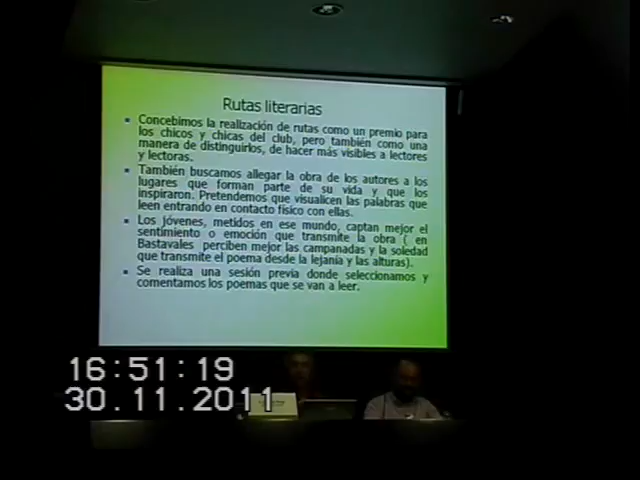 Rutas literarias
Concebimos la realización de rutas como un premio para
los chicos y chicas del club, pero también como una
manera de distinguirlos, de hacer más visibles a lectores
y lectoras.
También buscamos allegar la obra de los autores a los
lugares que forman parte de su vida y que los
inspiraron. Pretendemos que visualicen las palabras que
leen entrando en contacto físico con ellas.
Los jóvenes, metidos en ese mundo, captan mejor el
sentimiento o emoción que transmite la obra ( en
Bastavales perciben mejor las campanadas y la soledad
que transmite el poema desde la lejanía y las alturas).
Se realiza una sesión previa donde seleccionamos y
comentamos los poemas que se van a leer.
16:51:19
30.11.2011